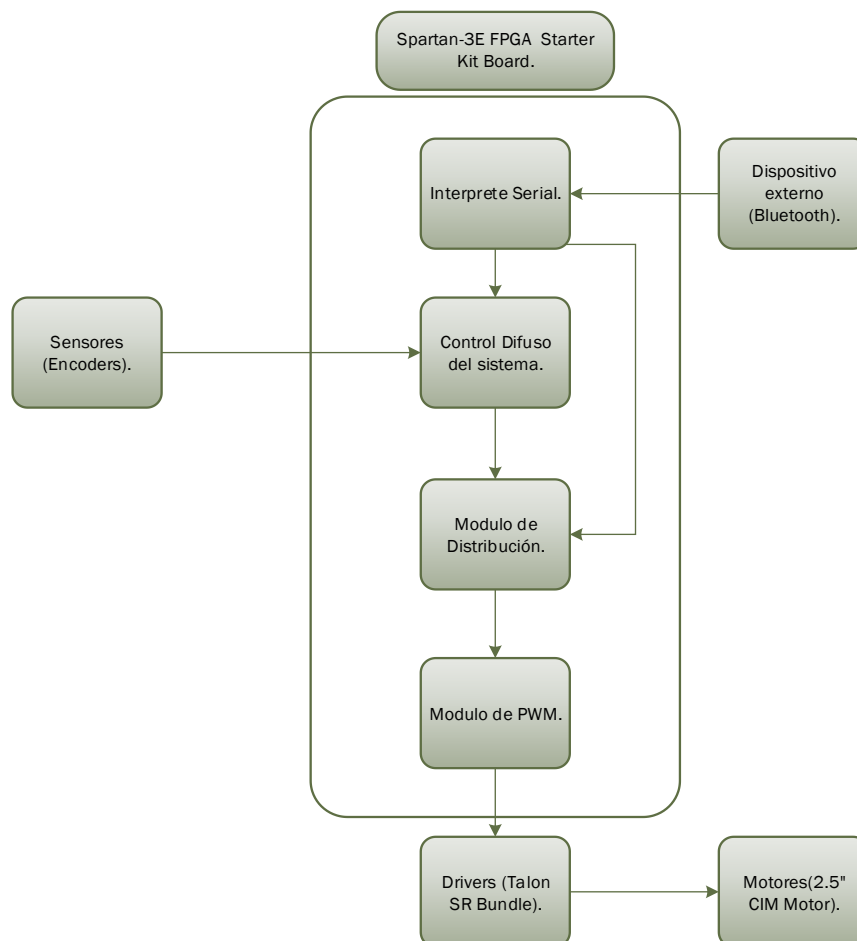 Spartan-3E FPGA  Starter
Kit Board.
Interprete Serial.
Dispositivo
externo
(Bluetooth).
Sensores
(Encoders).
Control Difuso
del sistema.
Modulo de
Distribución.
Modulo de PWM.
Drivers (Talon
SR Bundle).
Motores(2.5"
CIM Motor).